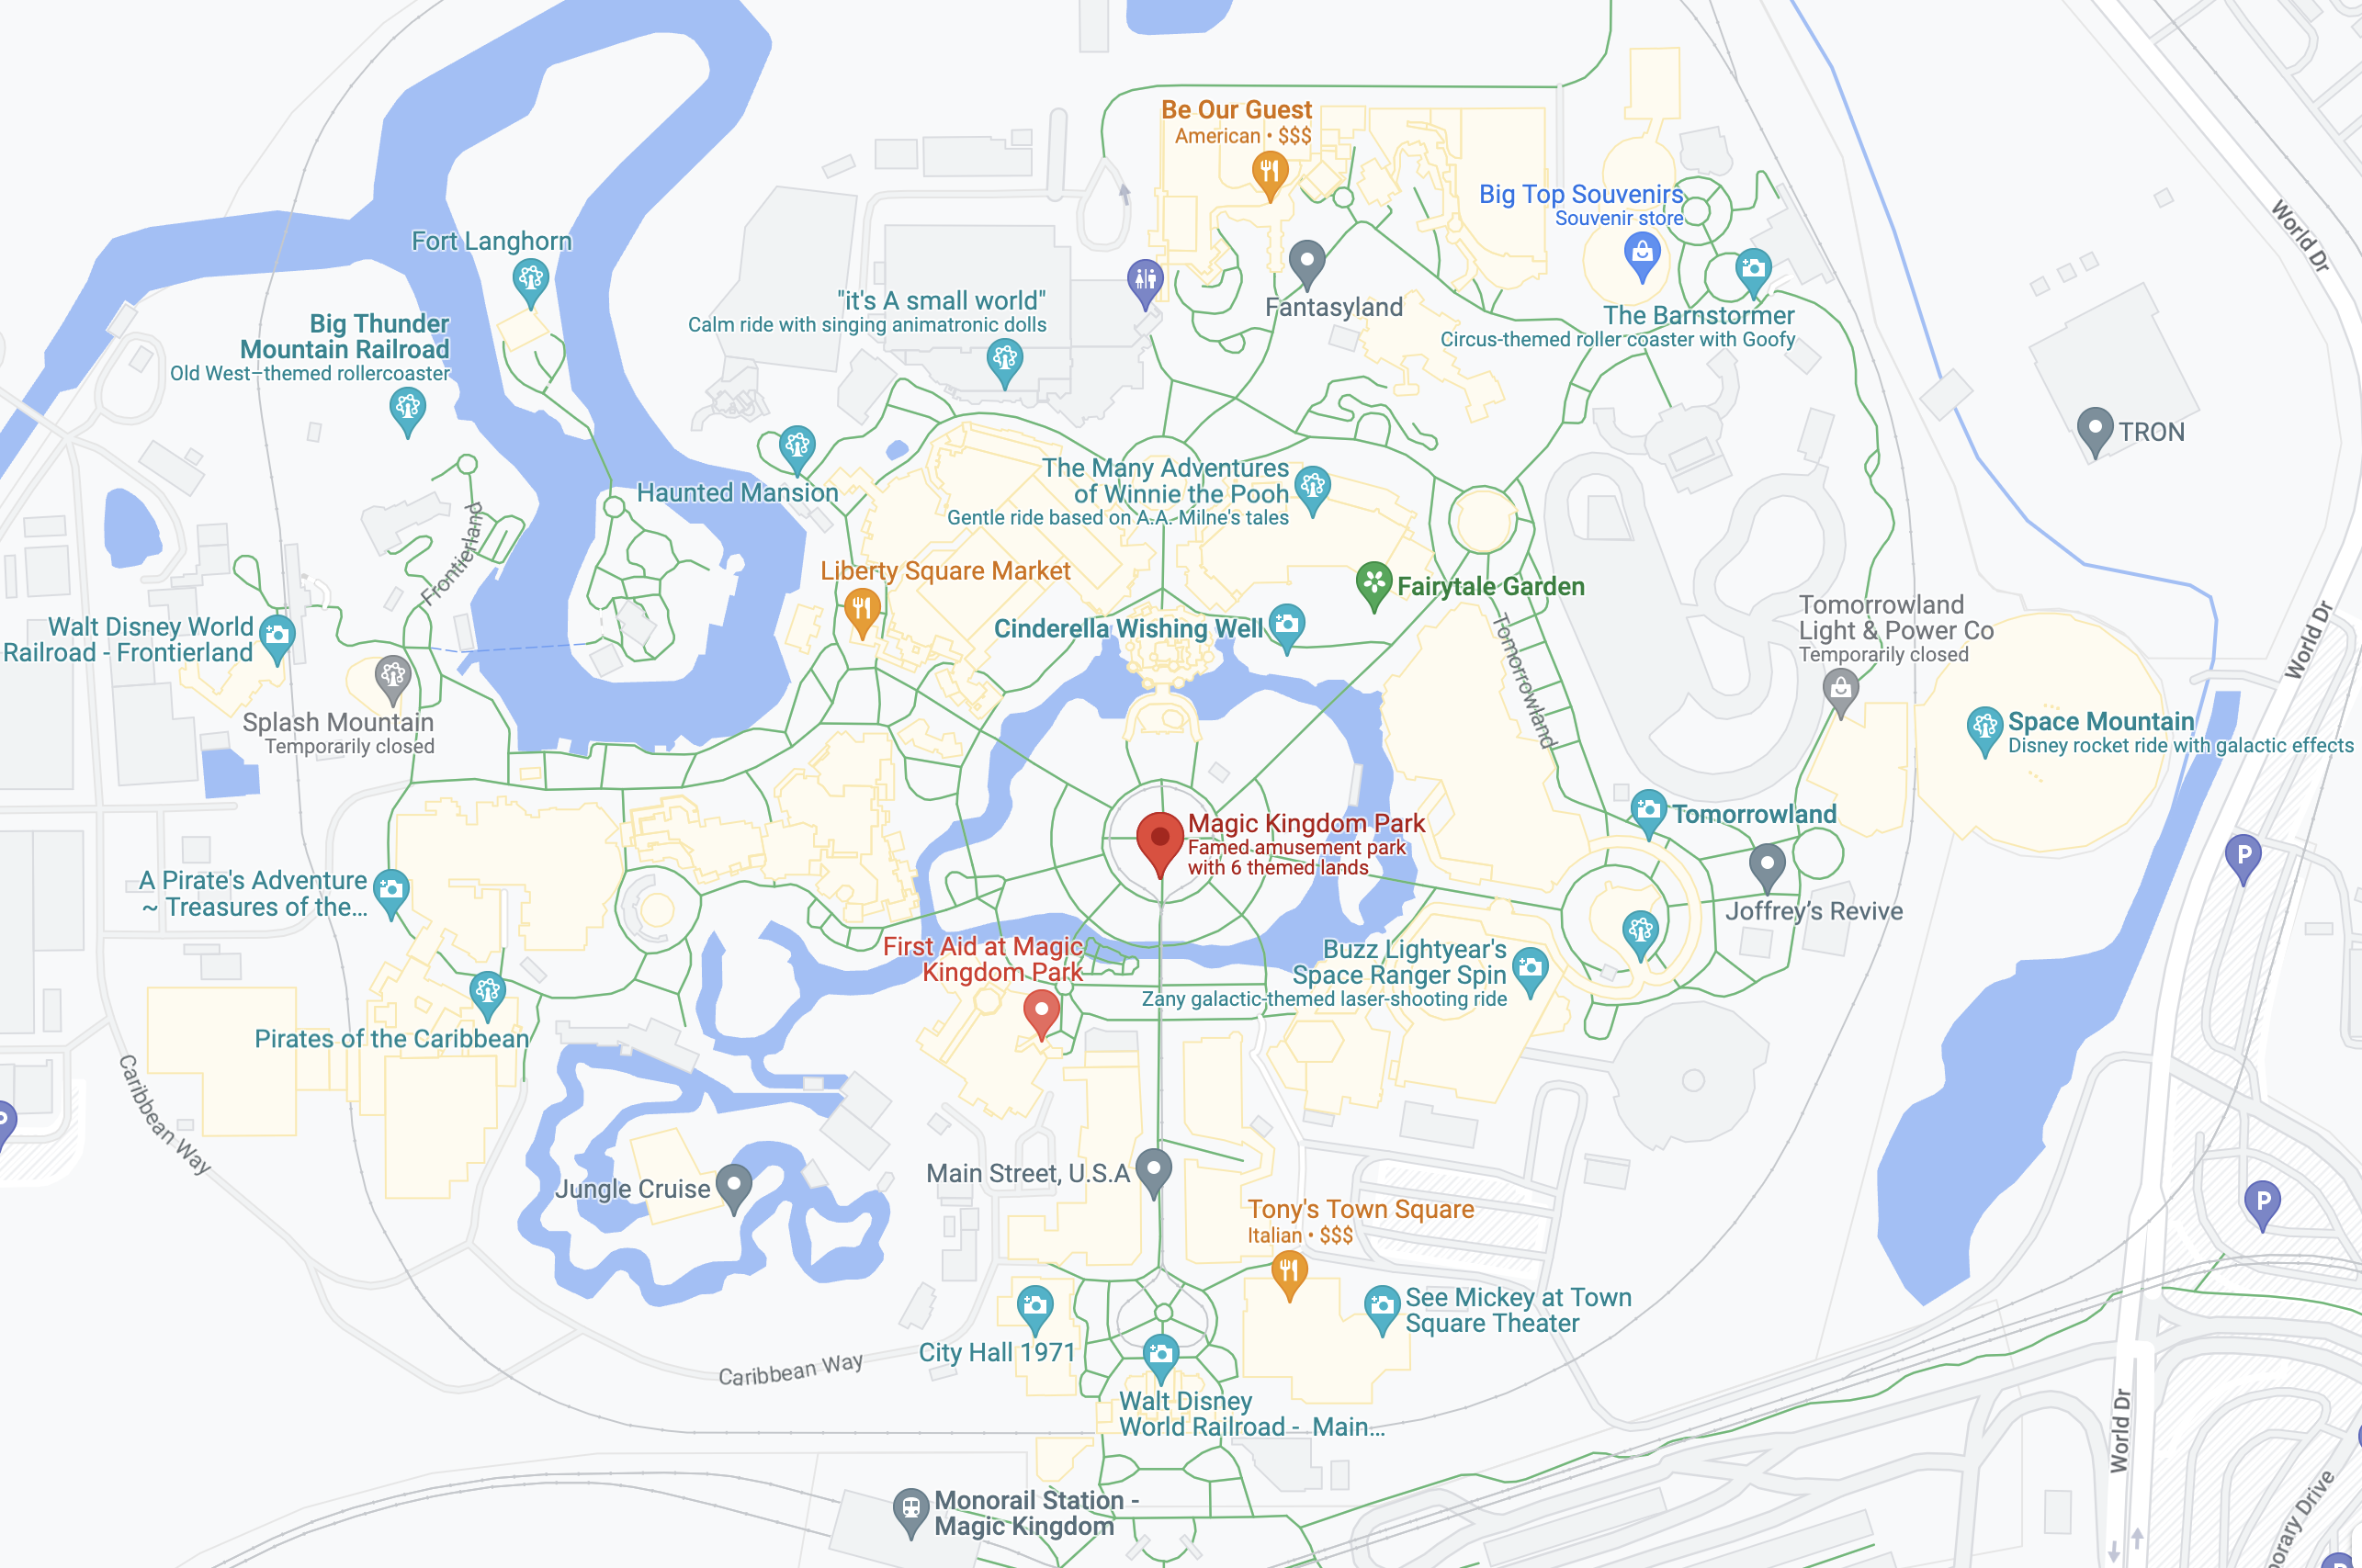 Be Our Guest
American • $$$
Big Top Souvenirs
Souvenir store
World Dr
Fort Langhorn
"it's A small world"
Calm ride with singing animatronic dolls
Fantasyland
The Barnstormer
Circus-themed roller coaster with Goofy
Big Thunder
Mountain Railroad
Old West–themed rollercoaster
TRON
Haunted Mansion
The Many Adventures
of Winnie the Pooh
Gentle ride based on A.A. Milne's tales
Frontierland
Liberty Square Market
Fairytale Garden
Cinderella Wishing Well
Tomorrowland
Tomorrowland
Light & Power Co
Temporarily closed
World Dr
Walt Disney World
Railroad - Frontierland
Splash Mountain
Temporarily closed
Space Mountain
Disney rocket ride with galactic effects
Magic Kingdom Park
Famed amusement park
with 6 themed lands
Tomorrowland
P
A Pirate's Adventure
~ Treasures of the...
Joffrey's Revive
First Aid at Magic
Kingdom Park
Buzz Lightyear's
Space Ranger Spin
Zany galactic-themed laser-shooting ride
Pirates of the Caribbean
Caribbean Way
P
Jungle Cruise
Main Street, U.S.A
P
Tony's Town Square
Italian • $$$
See Mickey at Town
Square Theater
City Hall 1971
Caribbean Way
Walt Disney
World Railroad - Main...
World Dr
Monorail Station -
Magic Kingdom
orary Drive
P